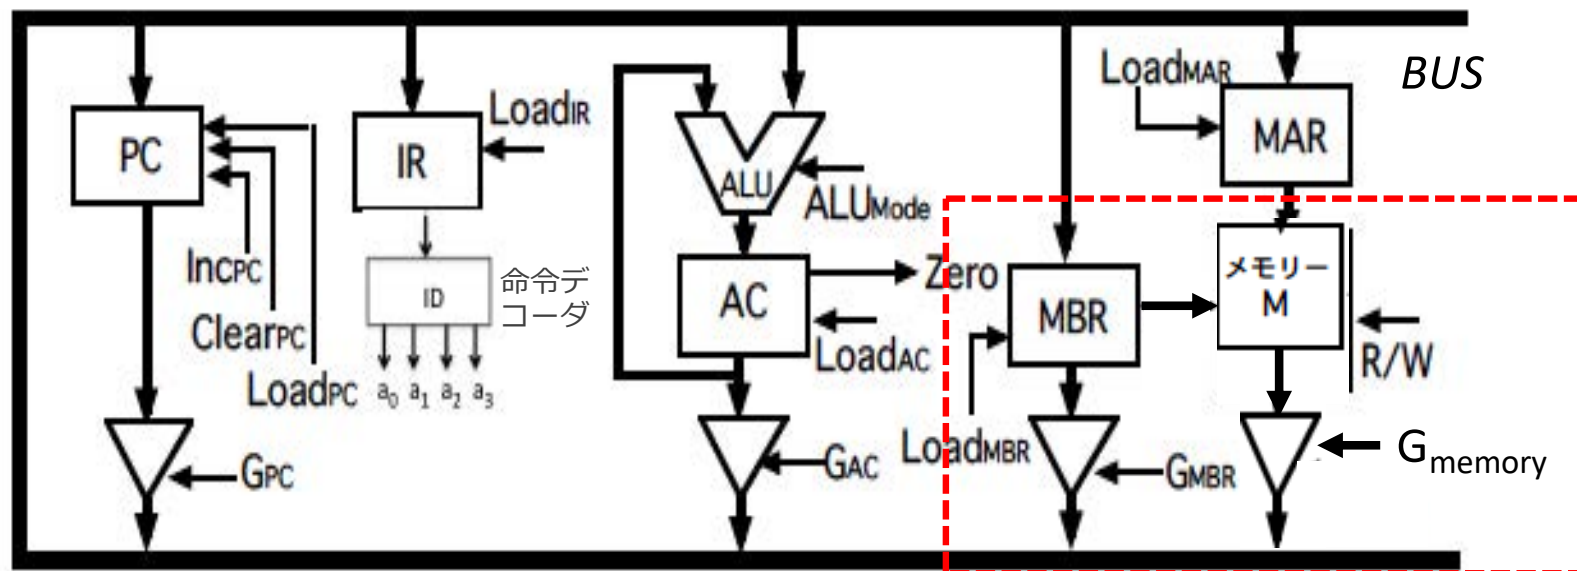 BUS
LoadMAR
MAR
PC
IR
LoadIR
ALU
ALUMode
IncPC
ClearPC
LoadPC
ID
命令デ
コーダ
a0 a1 a2 a3
AC
Zero
LoadAC
MBR
メモリー
M
R/W
LoadMBR
GPC
GAC
GMBR
Gmemory